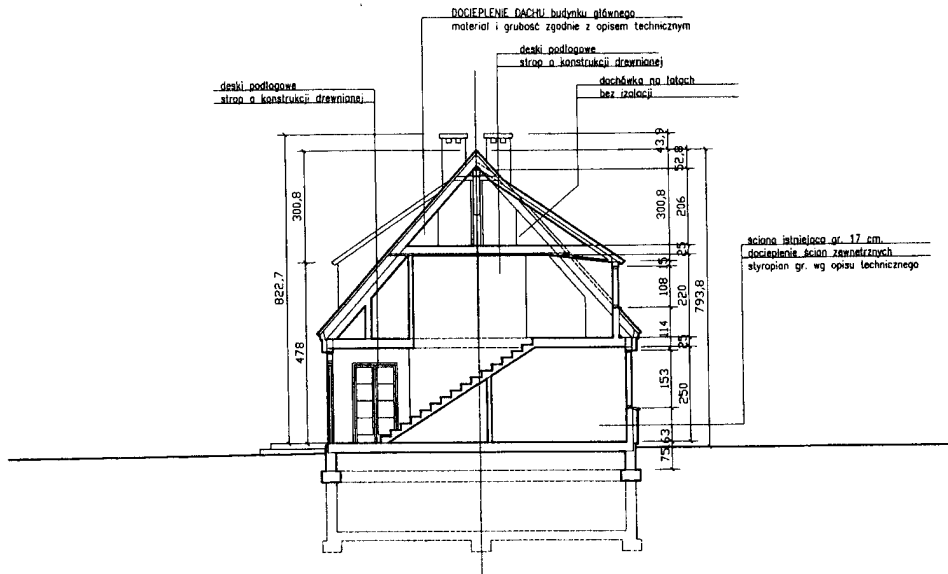 DOCIEPLENIE DACHU budynku głównego
materiał i grubość zgodnie z opisem technicznym
deski podłogowe
strop o konstrukcji drewnianej
dachówka na łatach
bez izolacji
deski podłogowe
strop o konstrukcji drewnianej
ściana istniejąca gr. 17 cm.
docieplenie ścian zewnetrznych
styropian gr. wg opisu technicznego
822,7
300,8
478
43,9
300,8
15
108
114
25
153
63
75
52,8
206
25
220
250
793,8